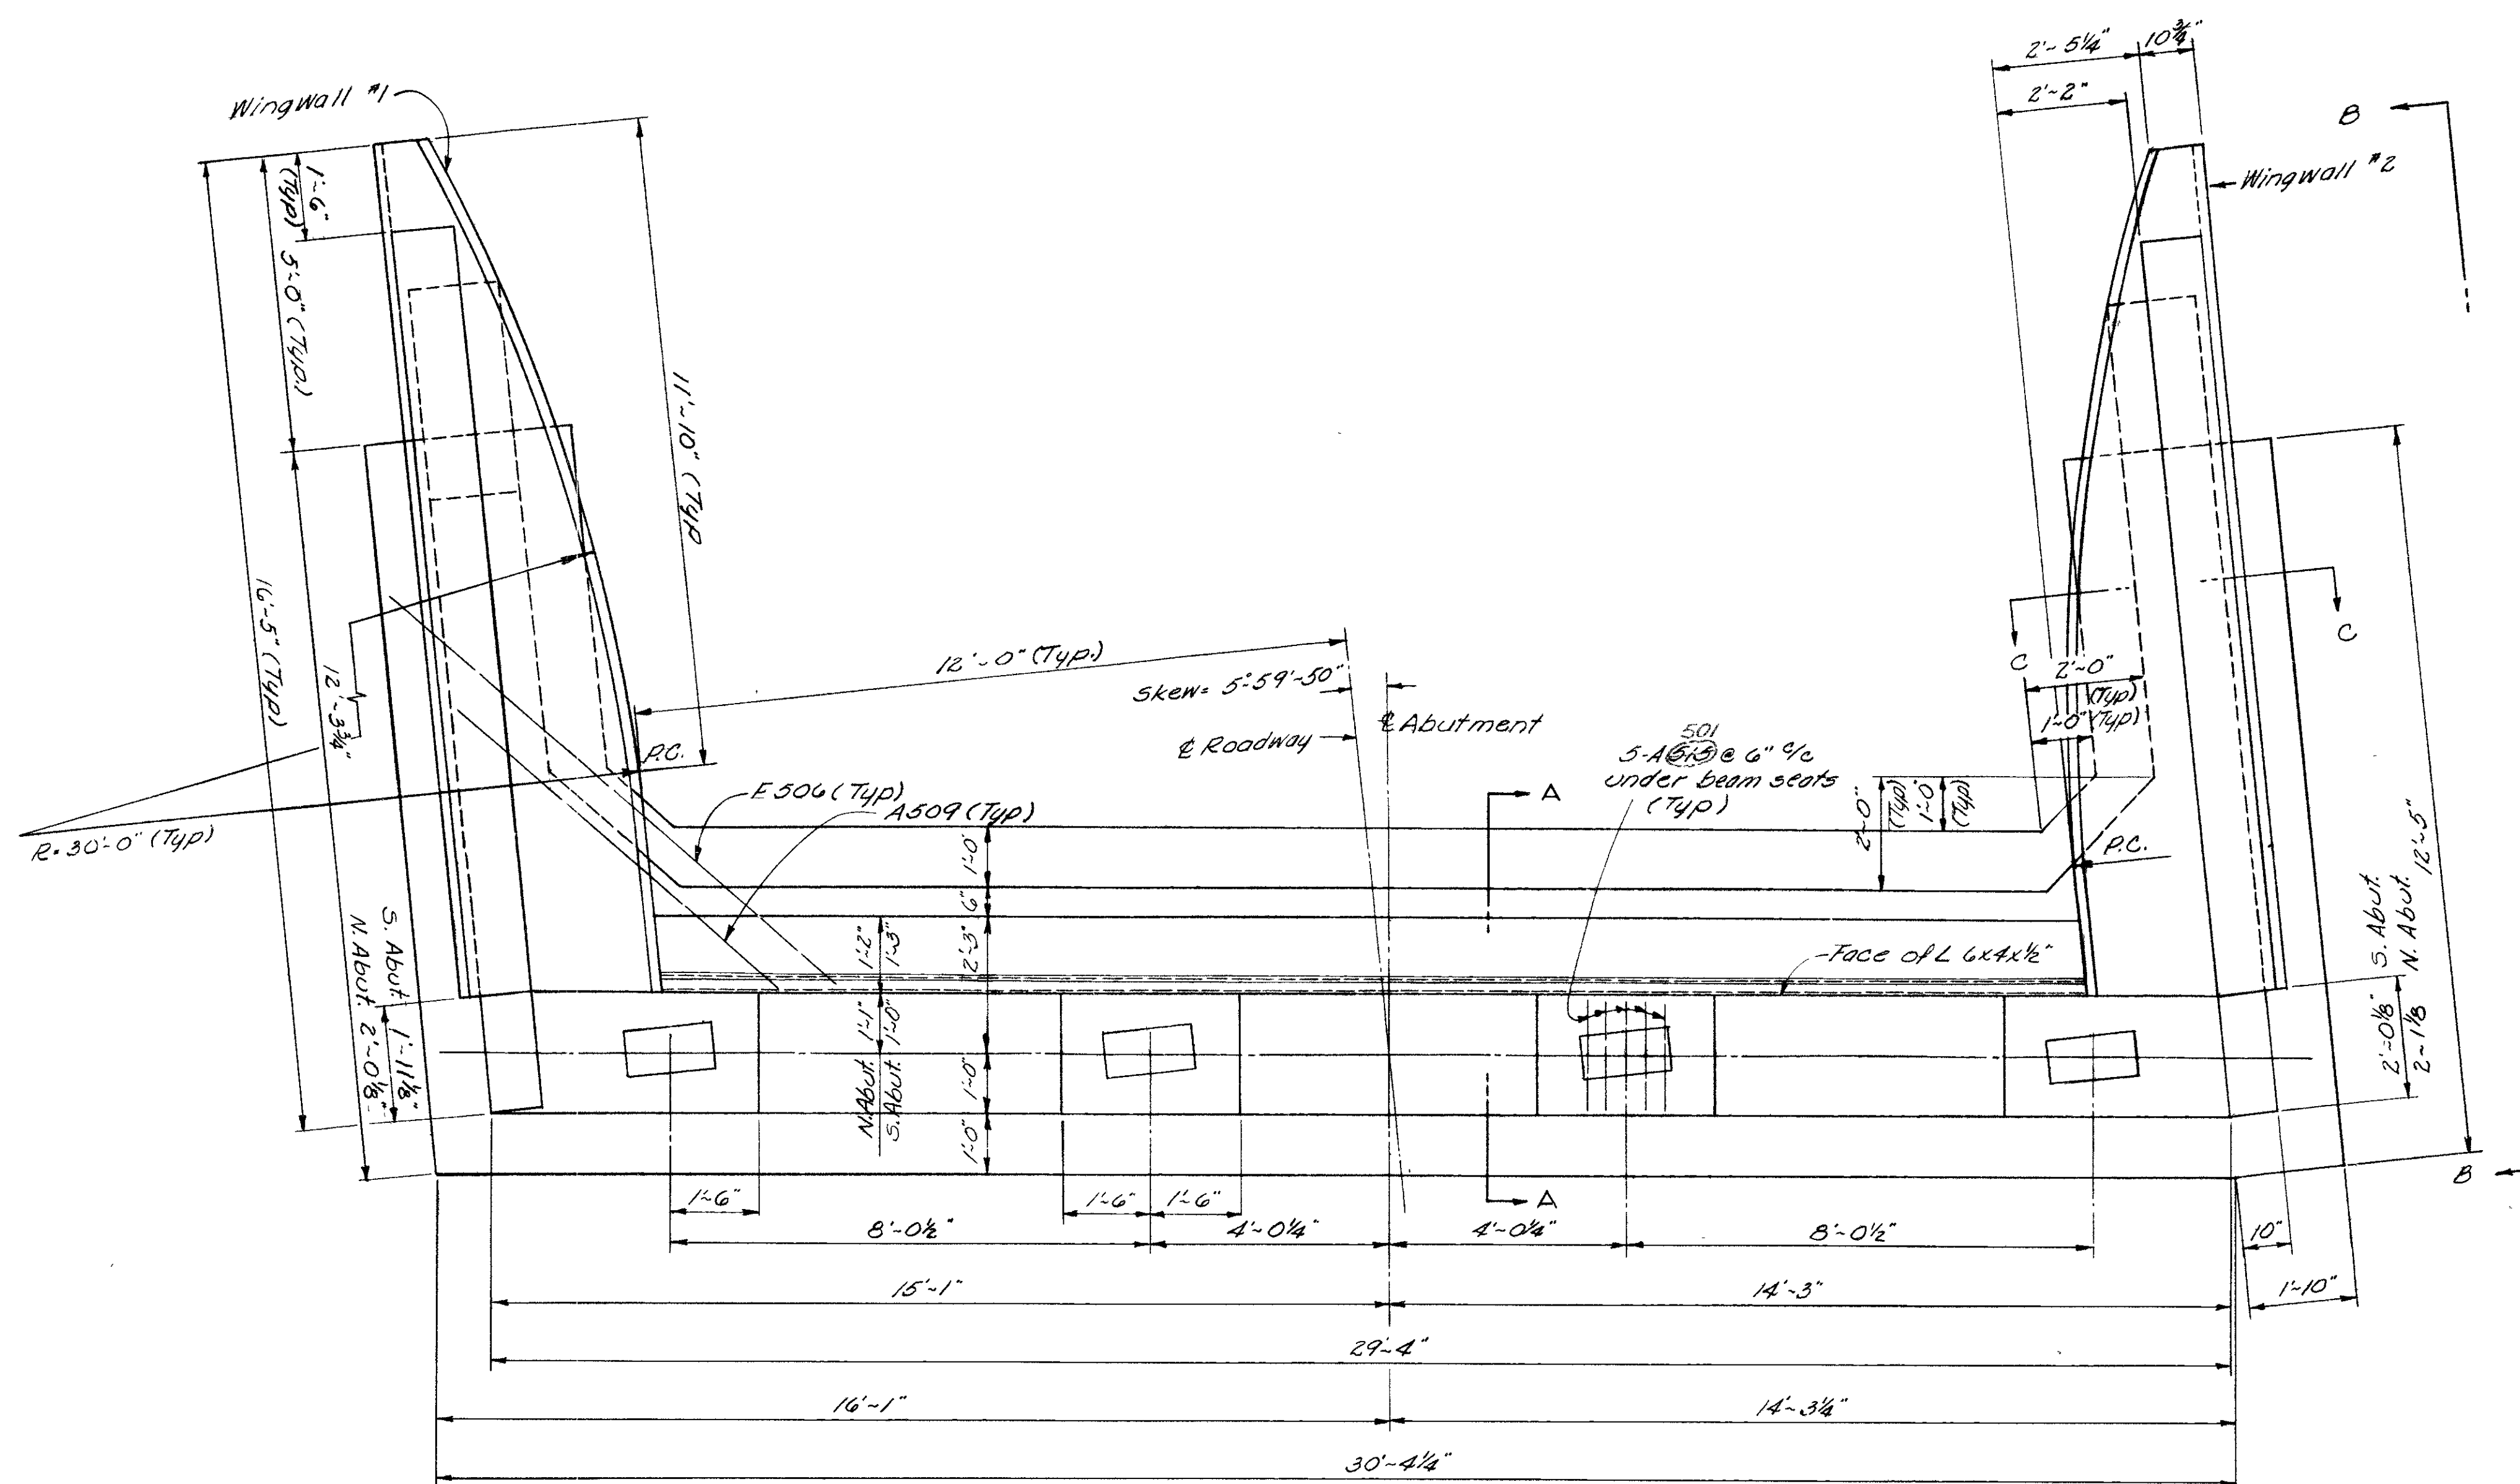 2'~5¼" 10¾"
2'~2"
B
Wingwall #1
Wingwall #2
1'~6"
(Typ)
5'~0" (Typ.)
11'~10" (Typ)
16'~5" (Typ)
12'~3¾"
12'~0" (Typ.)
Skew= 5°~59'~50"
℄ Abutment
℄ Roadway
501
5-A515 @ 6" c/c
under beam seats
(Typ)
C
C
2'~0"
(Typ)
1'~0" (Typ)
P.C.
E506 (Typ)
A509 (Typ)
R=30'~0" (Typ)
A
2'~0"
(Typ)
1'~0"
(Typ)
P.C.
1'~0"
6"
2'~3"
1'~2"
1'~3"
Face of L 6x4x½"
S. Abut.
N. Abut. 12'~5"
S. Abut. 1'~11⅛"
N. Abut. 2'~0⅛"
N. Abut. 1'~1"
S. Abut. 1'~0"
1'~0"
1'~0"
2'~0⅛"
2~1⅛
B
A
1'~6" 1'~6" 1'~6"
8'~0½" 4'~0¼" 4'~0¼" 8'~0½"
10"
15'~1" 14'~3"
1'~10"
29'~4"
16'~1" 14'~3¼"
30'~4¼"